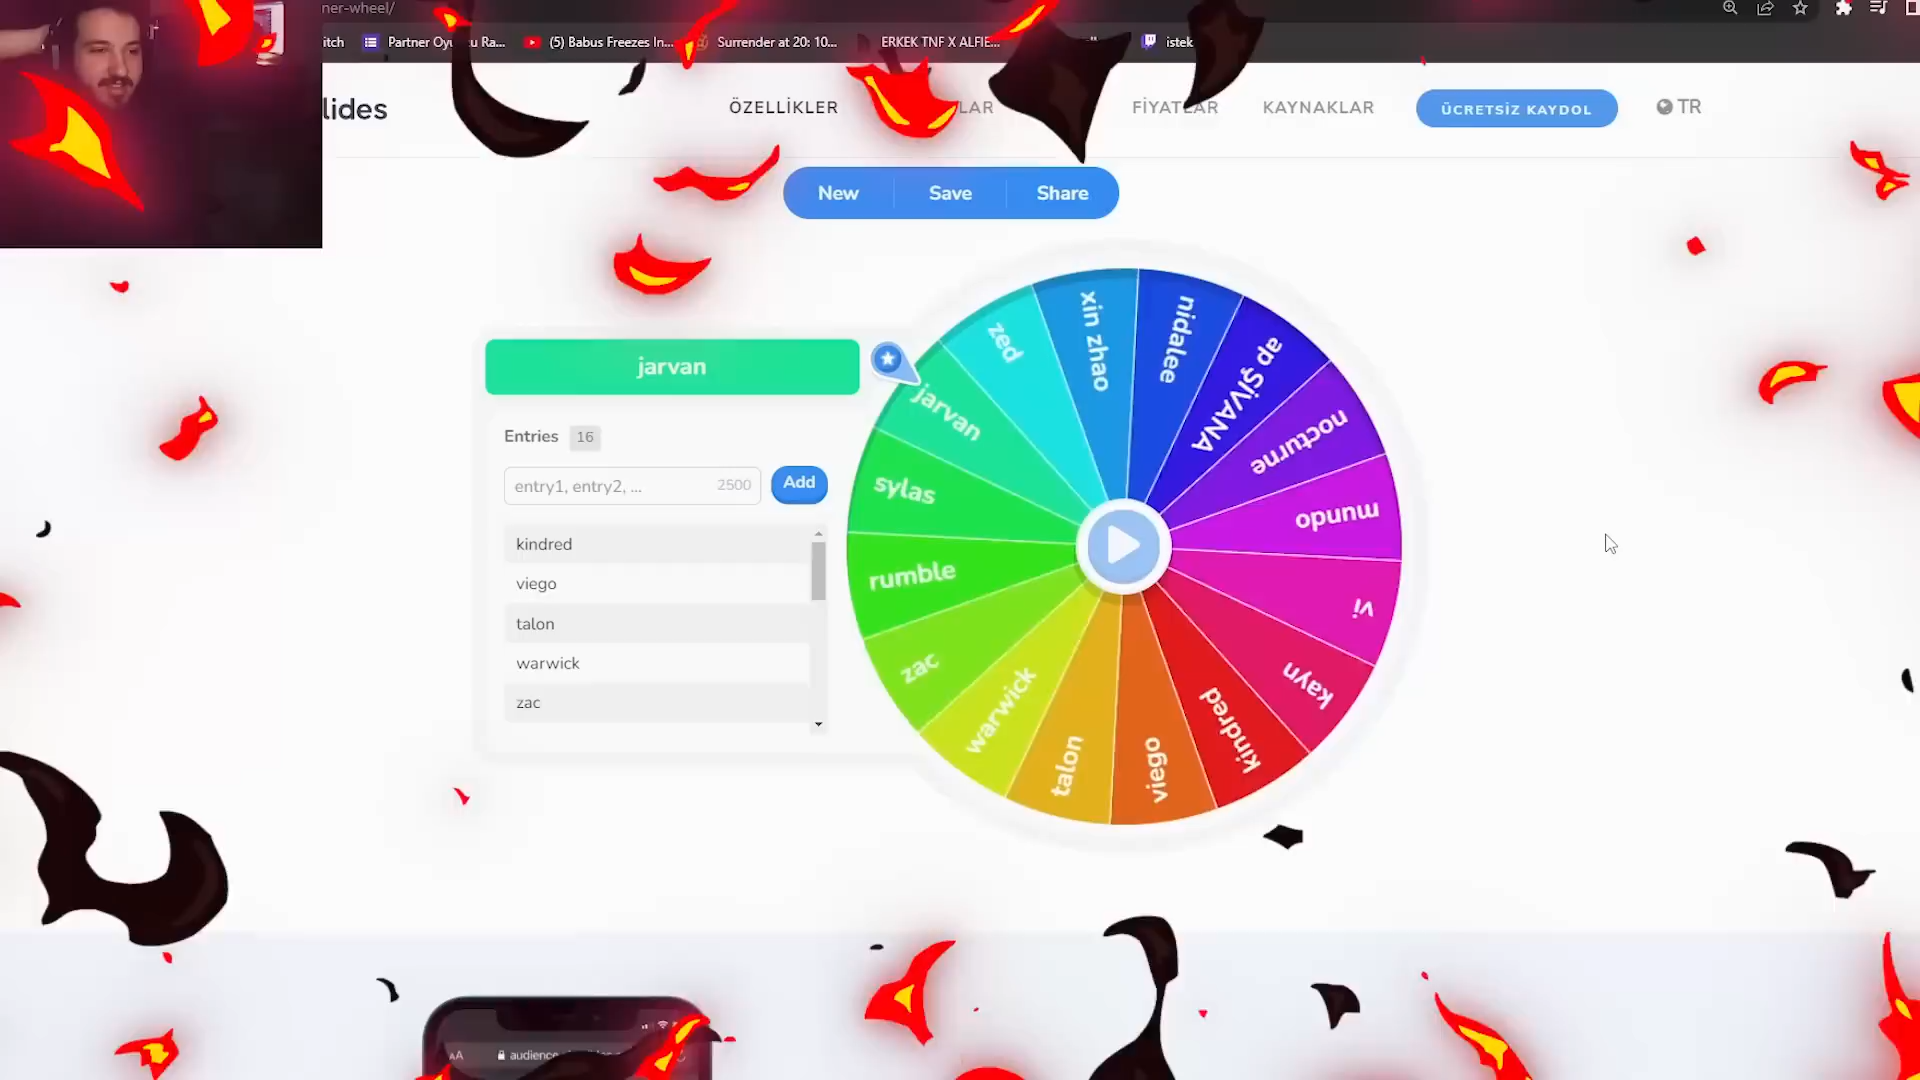 ner-wheel/
itch
Partner Oyu
Ra...
(5) Babus Freezes In...
Surrender at 20: 10...
ERKEK TNF X ALFIE...
istek
lides
ÖZELLİKLER
LAR
FİYATLAR
KAYNAKLAR
ÜCRETSİZ KAYDOL
TR
New
Save
Share
jarvan
Entries
16
entry1, entry2, ...
2500
Add
kindred
viego
talon
warwick
zac
xin zhao
nidalee
ap ŞİVANA
nocturne
mundo
vi
kayn
kindred
viego
talon
warwick
zac
rumble
sylas
jarvan
zed
AA
audience.